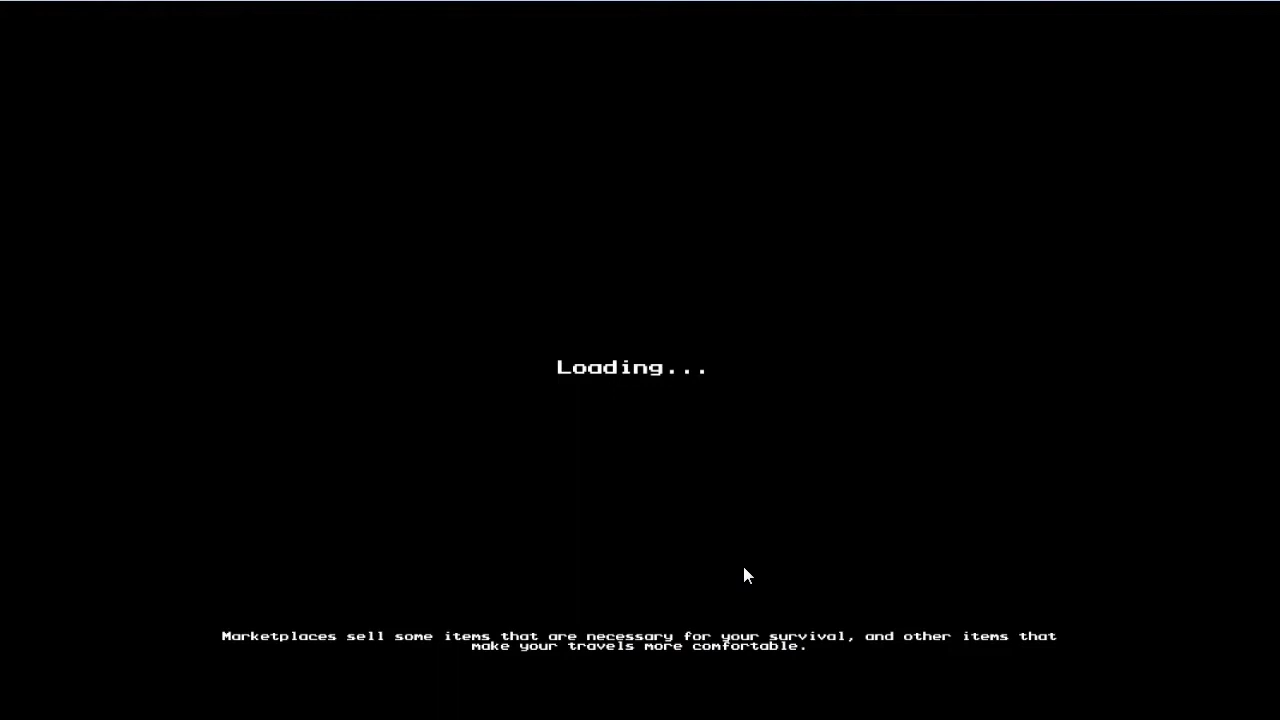 Loading...
Marketplaces sell some items that are necessary for your survival, and other items that
make your travels more comfortable.